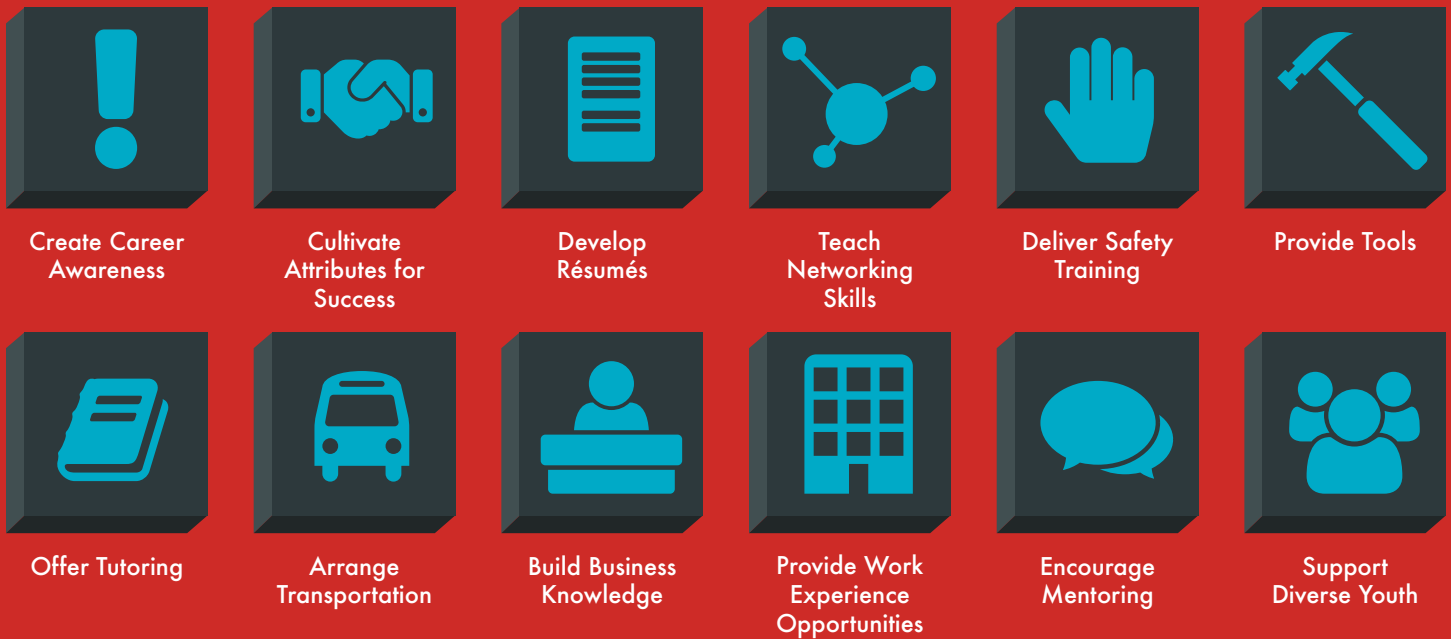 Create Career
Awareness
Cultivate
Attributes for
Success
Develop
Résumés
Teach
Networking
Skills
Deliver Safety
Training
Provide Tools
Offer Tutoring
Arrange
Transportation
Build Business
Knowledge
Provide Work
Experience
Opportunities
Encourage
Mentoring
Support
Diverse Youth